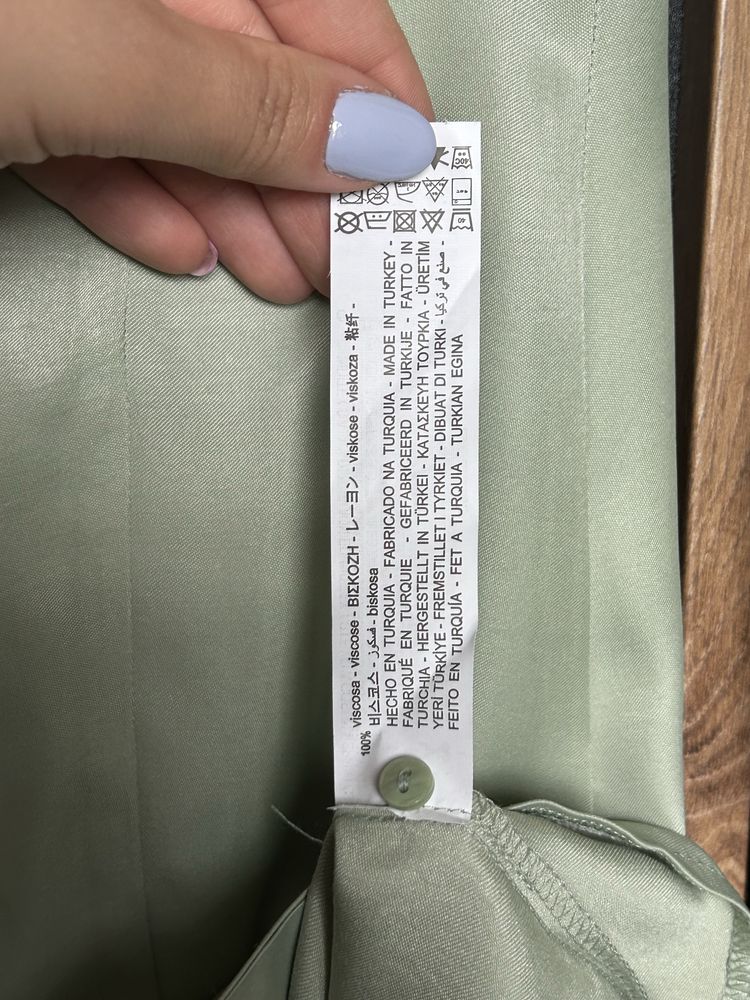 100% viscosa - viscose - ΒΙΣΚΟΖΗ - レーヨン - viskose - viskoza - 粘纤 -
비스코스 - فسكوز - biskosa
HECHO EN TURQUIA - FABRICADO NA TURQUIA - MADE IN TURKEY -
FABRIQUÉ EN TURQUIE - GEFABRICEERD IN TURKIJE - FATTO IN
TURCHIA - HERGESTELLT IN TÜRKEI - ΚΑΤΑΣΚΕΥΗ ΤΟΥΡΚΙΑ - ÜRETİM
YERİ TÜRKİYE - FREMSTILLET I TYRKIET - DIBUAT DI TURKI - صنع في تركيا -
FEITO EN TURQUÍA - FET A TURQUIA - TURKIAN EGINA
40C